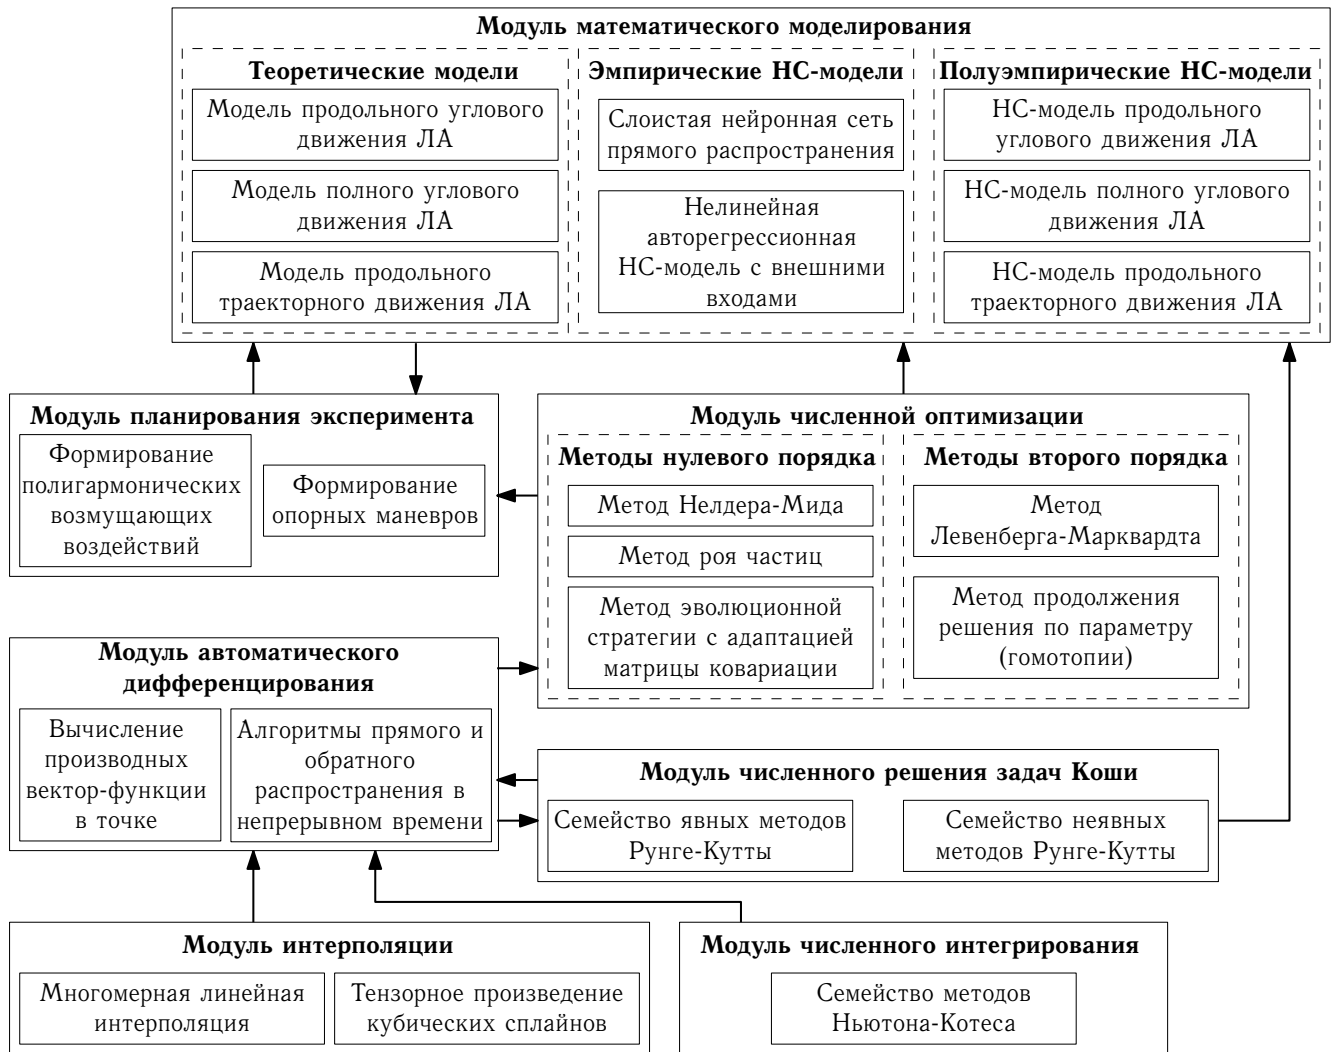 Модуль математического моделирования
Теоретические модели
Модель продольного углового
движения ЛА
Модель полного углового
движения ЛА
Модель продольного
траекторного движения ЛА
Эмпирические НС-модели
Слоистая нейронная сеть
прямого распространения
Нелинейная
авторегрессионная
НС-модель с внешними
входами
Полуэмпирические НС-модели
НС-модель продольного
углового движения ЛА
НС-модель полного углового
движения ЛА
НС-модель продольного
траекторного движения ЛА
Модуль планирования эксперимента
Формирование
полигармонических
возмущающих
воздействий
Формирование
опорных маневров
Модуль численной оптимизации
Методы нулевого порядка
Метод Нелдера-Мида
Метод роя частиц
Метод эволюционной
стратегии с адаптацией
матрицы ковариации
Методы второго порядка
Метод
Левенберга-Марквардта
Метод продолжения
решения по параметру
(гомотопии)
Модуль автоматического
дифференцирования
Вычисление
производных
вектор-функции
в точке
Алгоритмы прямого и
обратного
распространения в
непрерывном времени
Модуль численного решения задач Коши
Семейство явных методов
Рунге-Кутты
Семейство неявных
методов Рунге-Кутты
Модуль интерполяции
Многомерная линейная
интерполяция
Тензорное произведение
кубических сплайнов
Модуль численного интегрирования
Семейство методов
Ньютона-Котеса